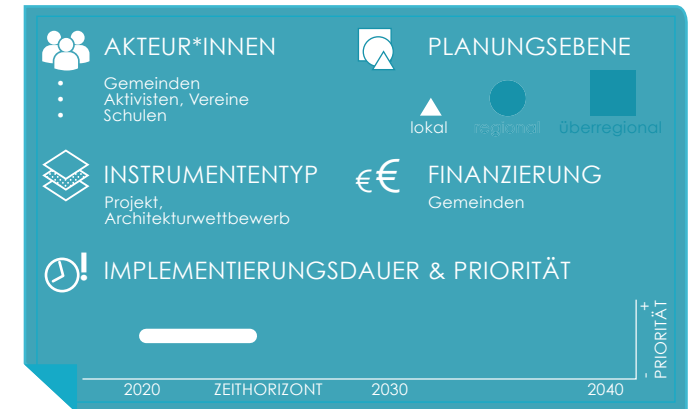 AKTEUR*INNEN
• Gemeinden
• Aktivisten, Vereine
• Schulen
PLANUNGSEBENE
lokal regional überregional
INSTRUMENTENTYP
Projekt,
Architekturwettbewerb
€€ FINANZIERUNG
Gemeinden
! IMPLEMENTIERUNGSDAUER & PRIORITÄT
- PRIORITÄT +
2020 ZEITHORIZONT 2030 2040